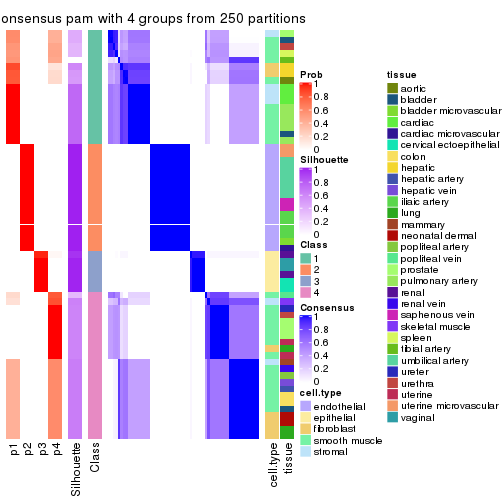 onsensus pam with 4 groups from 250 partitions
Prob
0.8
0.6
0.4
0.2
0
Silhouette
1
0.8
0.6
0.4
0.2
0
Class
1
2
3
4
Consensus
1
0.8
0.6
0.4
0.2
0
cell.type
endothelial
epithelial
fibroblast
smooth muscle
stromal
tissue
aortic
bladder
bladder microvascular
cardiac
cardiac microvascular
cervical ectoepithelial
colon
hepatic
hepatic artery
hepatic vein
iliac artery
lung
mammary
neonatal dermal
popliteal artery
popliteal vein
prostate
pulmonary artery
renal
renal vein
saphenous vein
skeletal muscle
spleen
tibial artery
umbilical artery
ureter
urethra
uterine
uterine microvascular
vaginal
p1
p2
p3
p4
Silhouette
Class
cell.type
tissue